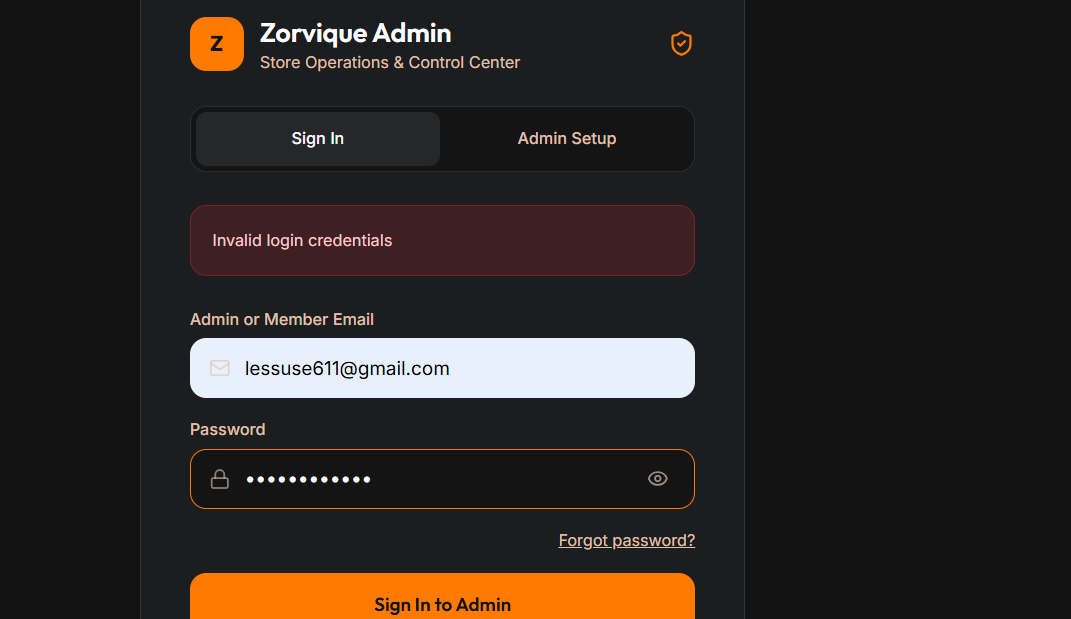 Z
Zorvique Admin
Store Operations & Control Center
Sign In
Admin Setup
Invalid login credentials
Admin or Member Email
lessuse611@gmail.com
Password
••••••••••••
Forgot password?
Sign In to Admin